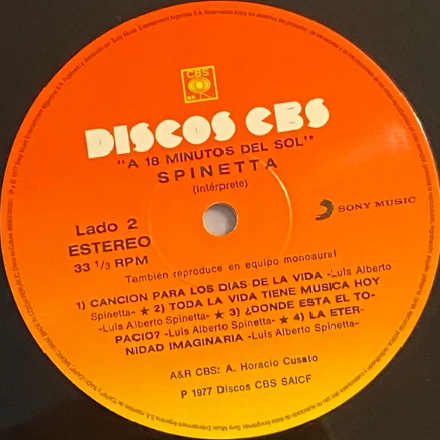 CBS
DISCOS CBS
"A 18 MINUTOS DEL SOL"
SPINETTA
(Intérprete)
Lado 2
ESTEREO
33 1/3 RPM
SONY MUSIC
También reproduce en equipo monoaural
1) CANCION PARA LOS DIAS DE LA VIDA -Luis Alberto
Spinetta- ★ 2) TODA LA VIDA TIENE MUSICA HOY
-Luis Alberto Spinetta- ★ 3) ¿DONDE ESTA EL TO-
PACIO? -Luis Alberto Spinetta- ★ 4) LA ETER-
NIDAD IMAGINARIA -Luis Alberto Spinetta-
A&R CBS: A. Horacio Cusato
P 1977 Discos CBS SAICF